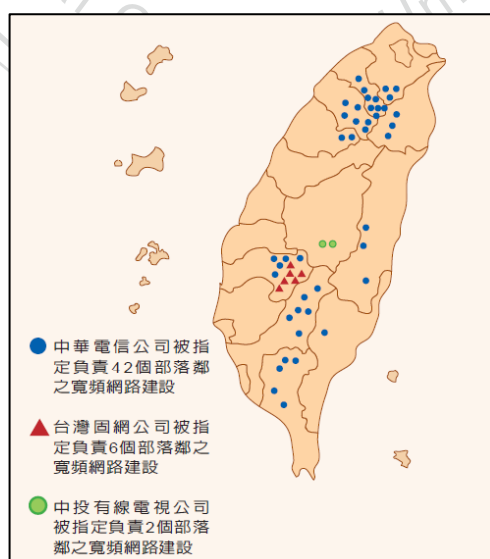 中華電信公司被指
定負責42個部落鄰
之寬頻網路建設
台灣固網公司被指
定負責6個部落鄰之
寬頻網路建設
中投有線電視公司
被指定負責2個部落
鄰之寬頻網路建設